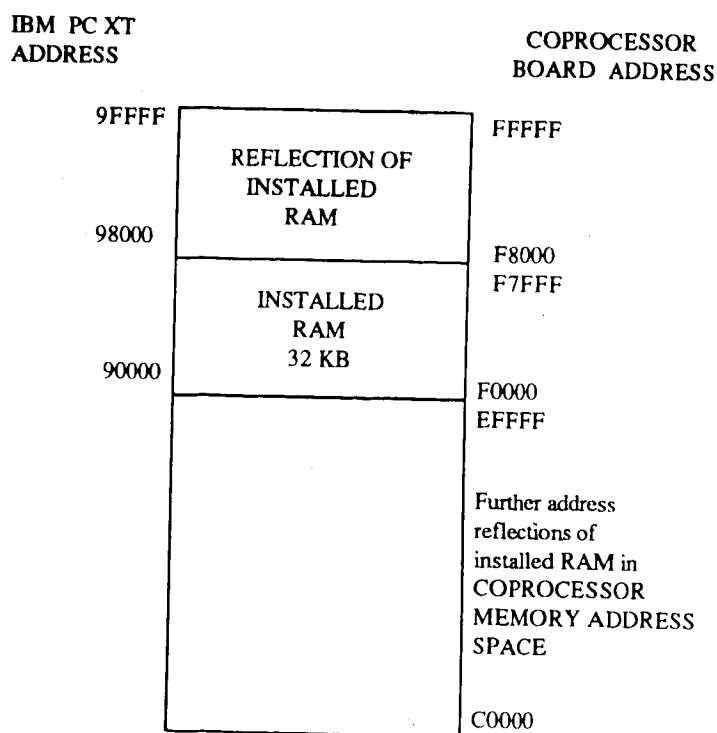 IBM PC XT
ADDRESS
COPROCESSOR
BOARD ADDRESS
9FFFF
FFFFF
REFLECTION OF
INSTALLED
RAM
98000
F8000
F7FFF
INSTALLED
RAM
32 KB
90000
F0000
EFFFF
Further address
reflections of
installed RAM in
COPROCESSOR
MEMORY ADDRESS
SPACE
C0000